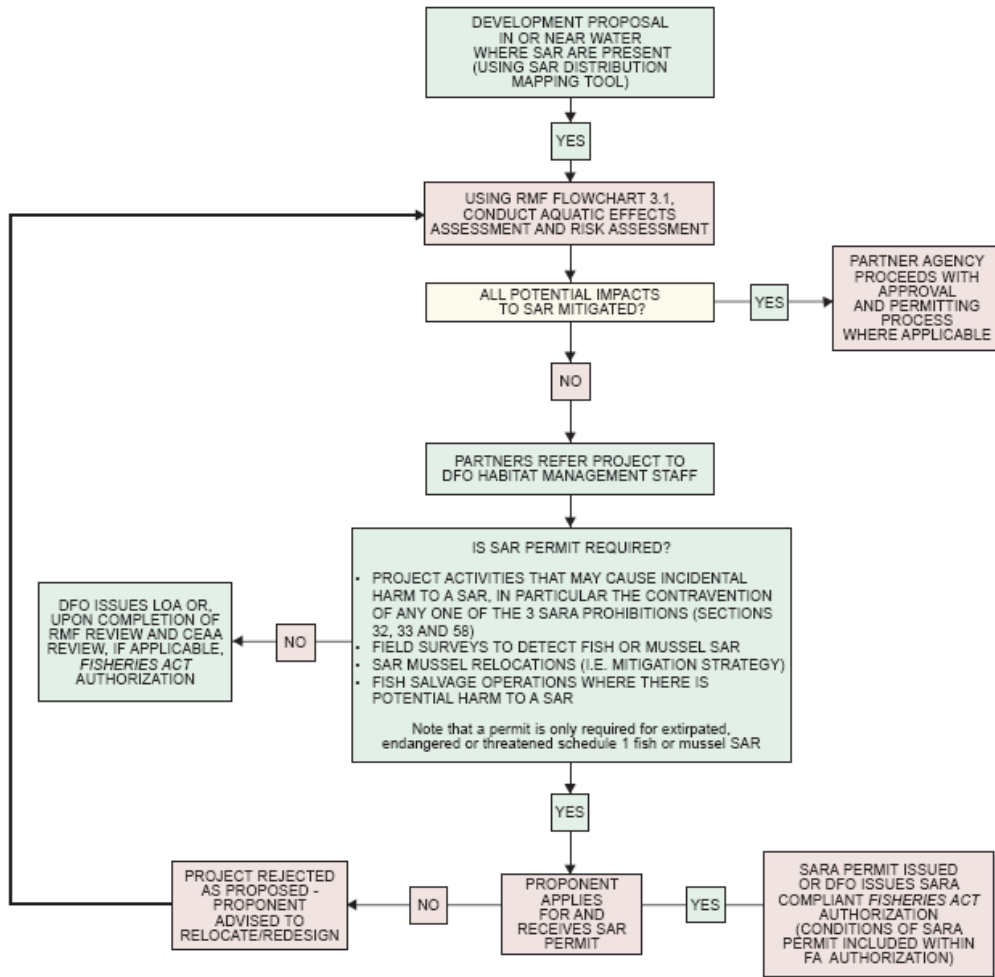 DEVELOPMENT PROPOSAL
IN OR NEAR WATER
WHERE SAR ARE PRESENT
(USING SAR DISTRIBUTION
MAPPING TOOL)
YES
USING RMF FLOWCHART 3.1,
CONDUCT AQUATIC EFFECTS
ASSESSMENT AND RISK ASSESSMENT
ALL POTENTIAL IMPACTS
TO SAR MITIGATED?
YES
PARTNER AGENCY
PROCEEDS WITH
APPROVAL
AND PERMITTING
PROCESS
WHERE APPLICABLE
NO
PARTNERS REFER PROJECT TO
DFO HABITAT MANAGEMENT STAFF
IS SAR PERMIT REQUIRED?
• PROJECT ACTIVITIES THAT MAY CAUSE INCIDENTAL
HARM TO A SAR, IN PARTICULAR THE CONTRAVENTION
OF ANY ONE OF THE 3 SARA PROHIBITIONS (SECTIONS
32, 33 AND 58)
• FIELD SURVEYS TO DETECT FISH OR MUSSEL SAR
• SAR MUSSEL RELOCATIONS (I.E. MITIGATION STRATEGY)
• FISH SALVAGE OPERATIONS WHERE THERE IS
POTENTIAL HARM TO A SAR
Note that a permit is only required for extirpated,
endangered or threatened schedule 1 fish or mussel SAR
NO
DFO ISSUES LOA OR,
UPON COMPLETION OF
RMF REVIEW AND CEAA
REVIEW, IF APPLICABLE,
FISHERIES ACT
AUTHORIZATION
YES
PROPONENT
APPLIES
FOR AND
RECEIVES SAR
PERMIT
NO
PROJECT REJECTED
AS PROPOSED -
PROPONENT
ADVISED TO
RELOCATE/REDESIGN
YES
SARA PERMIT ISSUED
OR DFO ISSUES SARA
COMPLIANT FISHERIES ACT
AUTHORIZATION
(CONDITIONS OF SARA
PERMIT INCLUDED WITHIN
FA AUTHORIZATION)